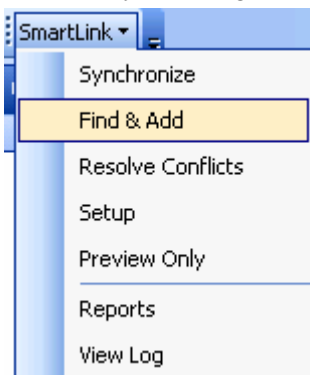 SmartLink
Synchronize
Find & Add
Resolve Conflicts
Setup
Preview Only
Reports
View Log